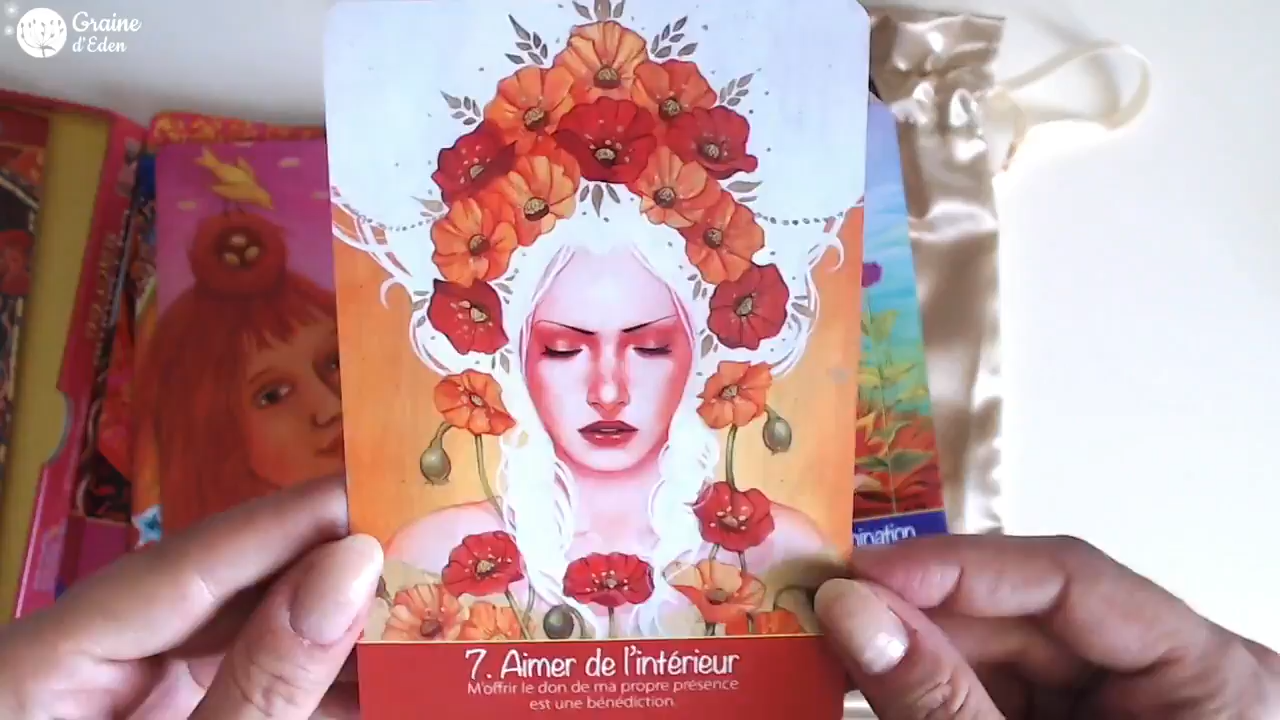 Graine
d'Eden
7. Aimer de l'intérieur
M'offrir le don de ma propre présence
est une bénédiction.